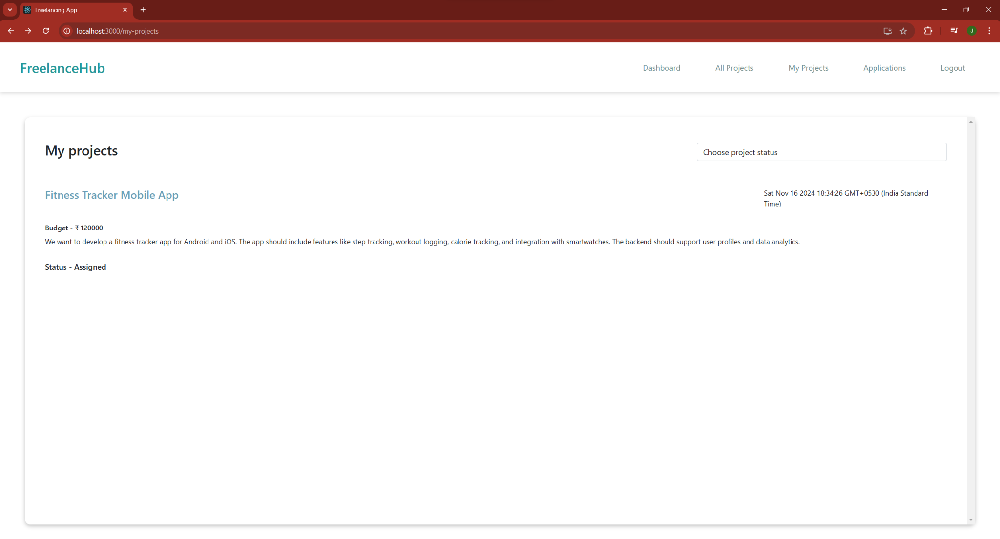 Freelancing App
localhost:3000/my-projects
J
FreelanceHub
Dashboard
All Projects
My Projects
Applications
Logout
My projects
Choose project status
Fitness Tracker Mobile App
Sat Nov 16 2024 18:34:26 GMT+0530 (India Standard
Time)
Budget - ₹ 120000
We want to develop a fitness tracker app for Android and iOS. The app should include features like step tracking, workout logging, calorie tracking, and integration with smartwatches. The backend should support user profiles and data analytics.
Status - Assigned